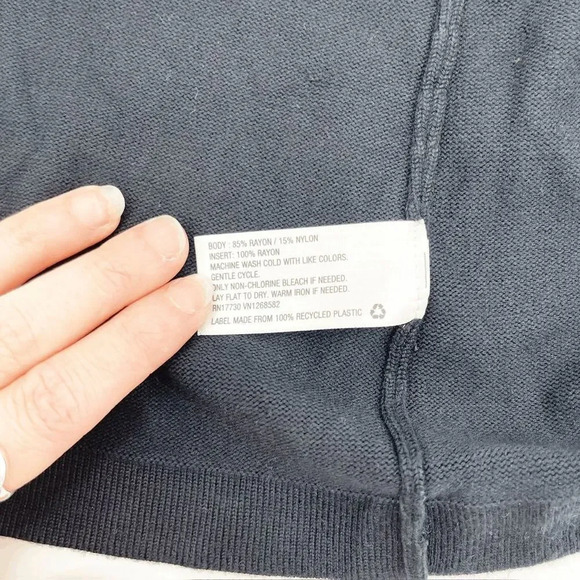 BODY : 85% RAYON / 15% NYLON
INSERT: 100% RAYON
MACHINE WASH COLD WITH LIKE COLORS.
GENTLE CYCLE.
ONLY NON-CHLORINE BLEACH IF NEEDED.
LAY FLAT TO DRY. WARM IRON IF NEEDED.
RN17730 VN1268582
LABEL MADE FROM 100% RECYCLED PLASTIC